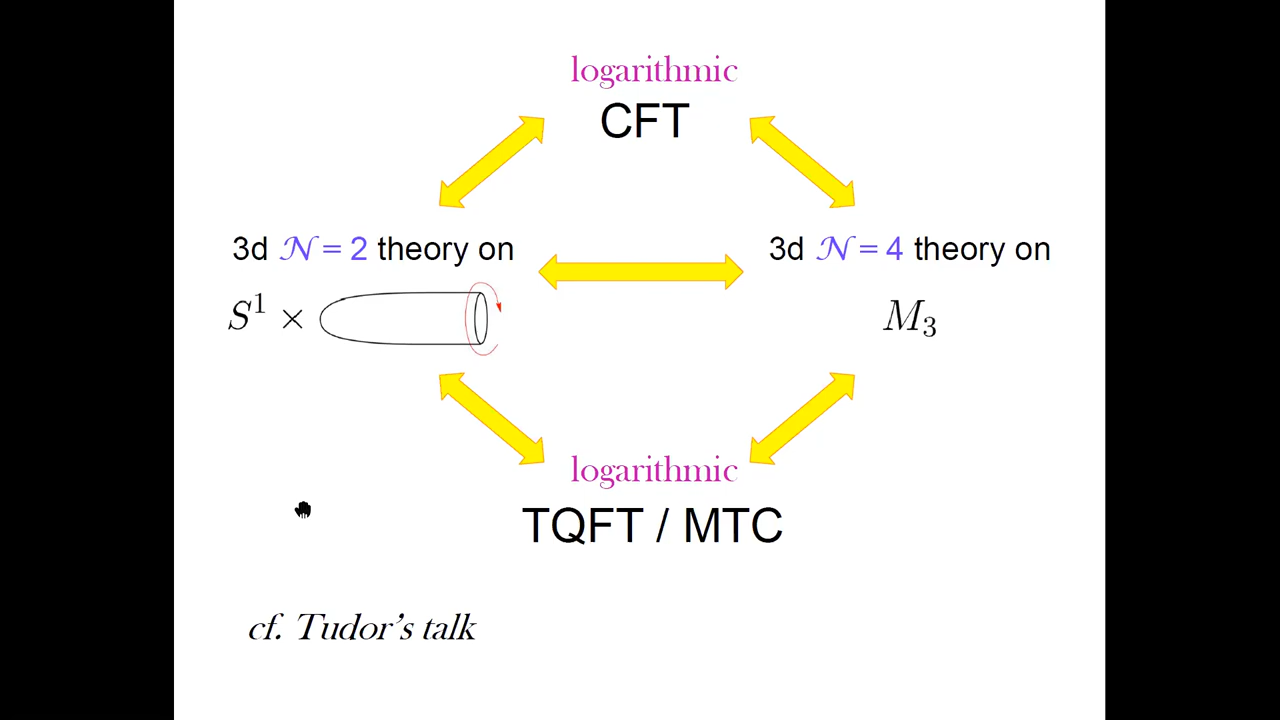 logarithmic
CFT
3d 𝒩 = 2 theory on
3d 𝒩 = 4 theory on
S¹ ×
M₃
logarithmic
TQFT / MTC
cf. Tudor's talk